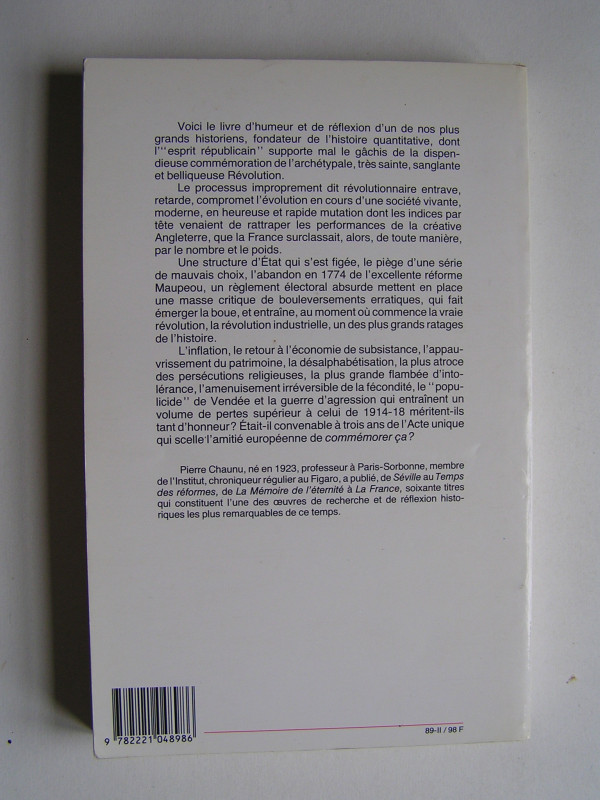 Voici le livre d'humeur et de réflexion d'un de nos plus
grands historiens, fondateur de l'histoire quantitative, dont
l'"esprit républicain" supporte mal le gâchis de la dispen-
dieuse commémoration de l'archétypale, très sainte, sanglante
et belliqueuse Révolution.
Le processus improprement dit révolutionnaire entrave,
retarde, compromet l'évolution en cours d'une société vivante,
moderne, en heureuse et rapide mutation dont les indices par
tête venaient de rattraper les performances de la créative
Angleterre, que la France surclassait, alors, de toute manière,
par le nombre et le poids.
Une structure d'État qui s'est figée, le piège d'une série
de mauvais choix, l'abandon en 1774 de l'excellente réforme
Maupeou, un règlement électoral absurde mettent en place
une masse critique de bouleversements erratiques, qui fait
émerger la boue, et entraîne, au moment où commence la vraie
révolution, la révolution industrielle, un des plus grands ratages
de l'histoire.
L'inflation, le retour à l'économie de subsistance, l'appau-
vrissement du patrimoine, la désalphabétisation, la plus atroce
des persécutions religieuses, la plus grande flambée d'into-
lérance, l'amenuisement irréversible de la fécondité, le "popu-
licide" de Vendée et la guerre d'agression qui entraînent un
volume de pertes supérieur à celui de 1914-18 méritent-ils
tant d'honneur? Était-il convenable à trois ans de l'Acte unique
qui scelle l'amitié européenne de commémorer ça?
Pierre Chaunu, né en 1923, professeur à Paris-Sorbonne, membre
de l'Institut, chroniqueur régulier au Figaro, a publié, de Séville au Temps
des réformes, de La Mémoire de l'éternité à La France, soixante titres
qui constituent l'une des œuvres de recherche et de réflexion histo-
riques les plus remarquables de ce temps.
9 782221 048986
89-II / 98 F